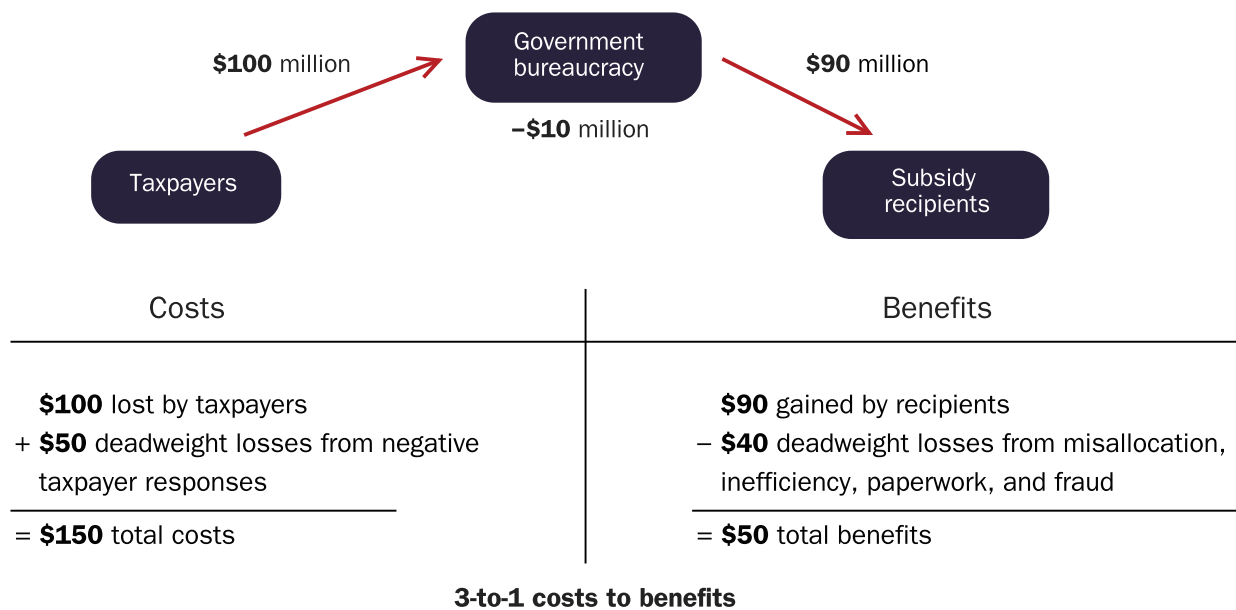 Government
bureaucracy
$100 million
$90 million
–$10 million
Taxpayers
Subsidy
recipients
Costs
Benefits
$100 lost by taxpayers
+ $50 deadweight losses from negative
taxpayer responses
= $150 total costs
$90 gained by recipients
– $40 deadweight losses from misallocation,
inefficiency, paperwork, and fraud
= $50 total benefits
3-to-1 costs to benefits